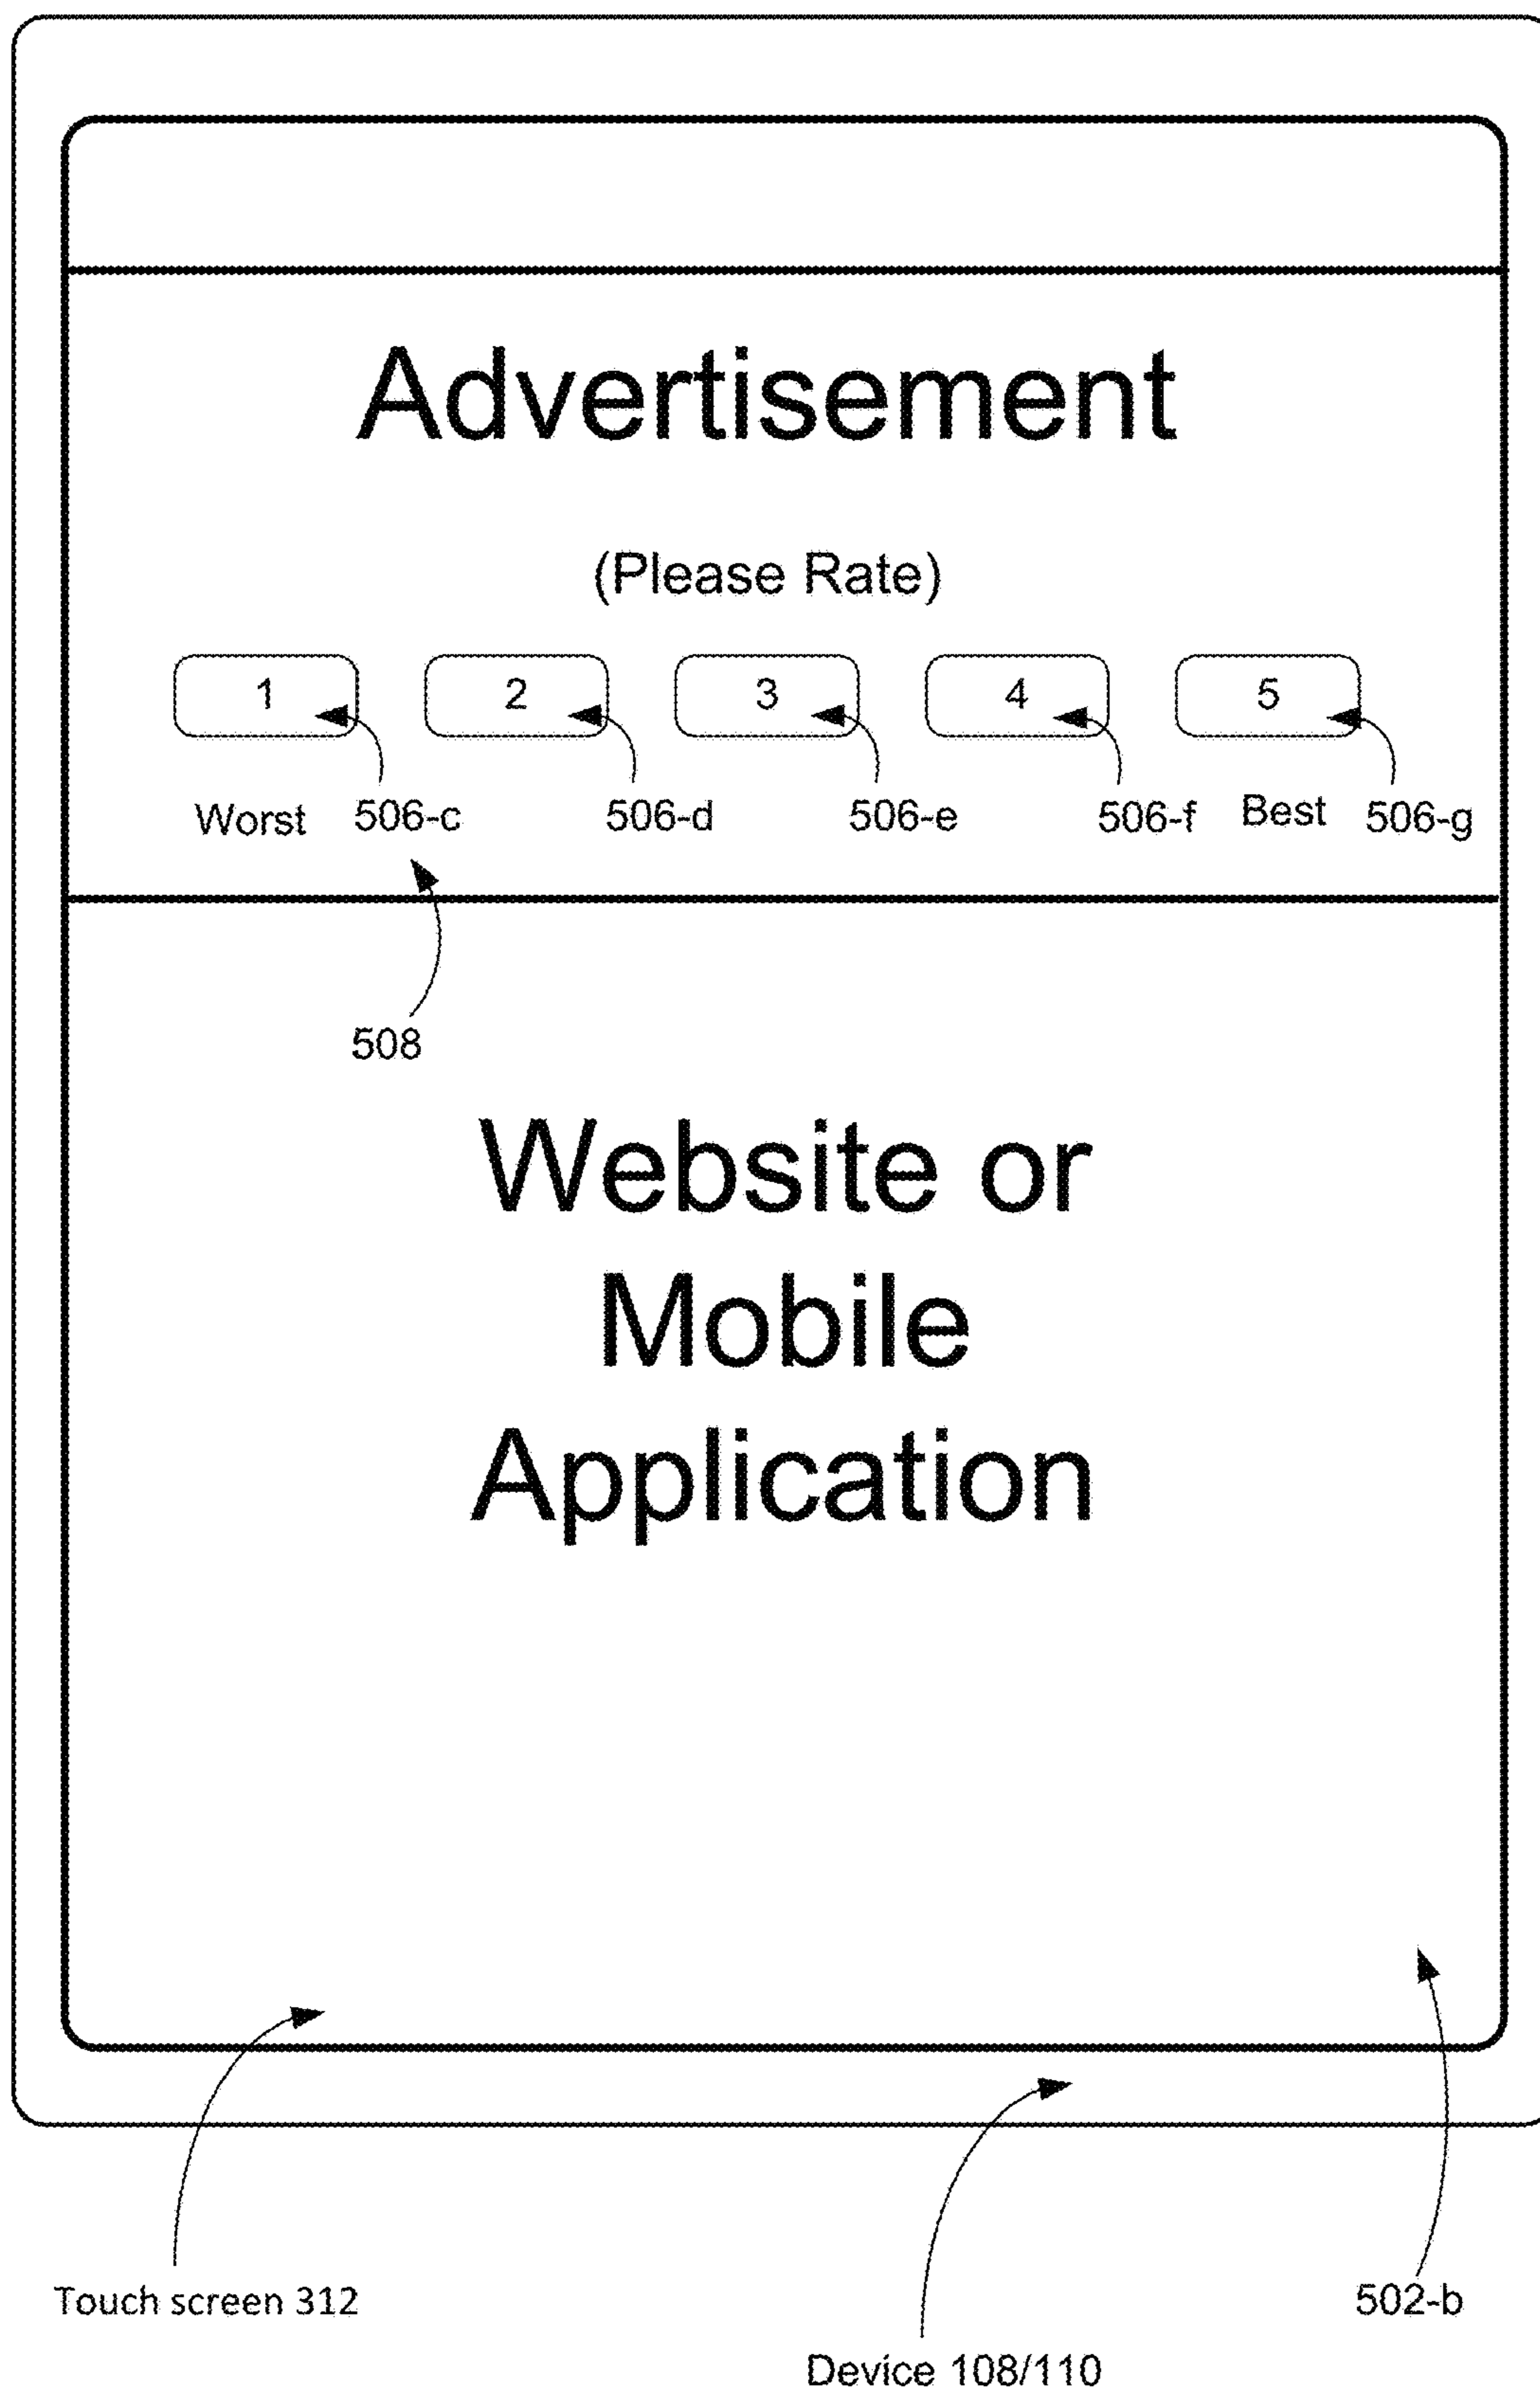 Advertisement
(Please Rate)
1 2 3 4 5
Worst 506-c 506-d 506-e 506-f Best 506-g
508
Website or
Mobile
Application
Touch screen 312
502-b
Device 108/110